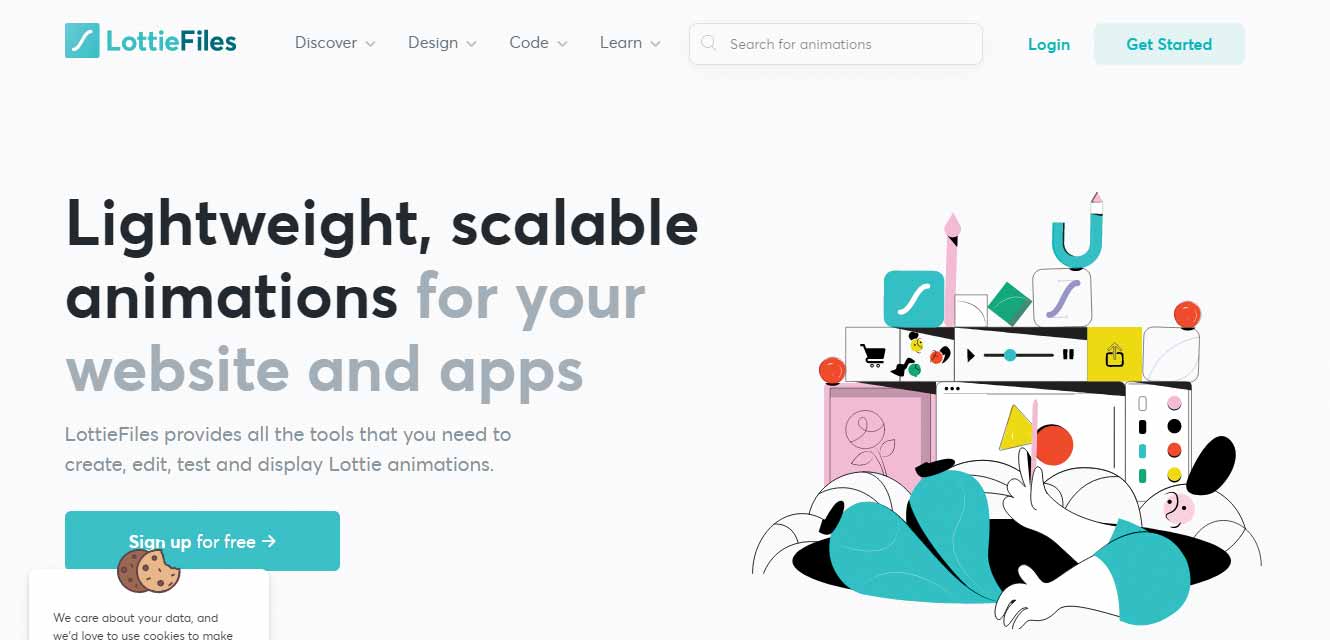 LottieFiles
Discover
Design
Code
Learn
Search for animations
Login
Get Started
Lightweight, scalable
animations for your
website and apps
LottieFiles provides all the tools that you need to
create, edit, test and display Lottie animations.
Sign up for free →
We care about your data, and
we'd love to use cookies to make